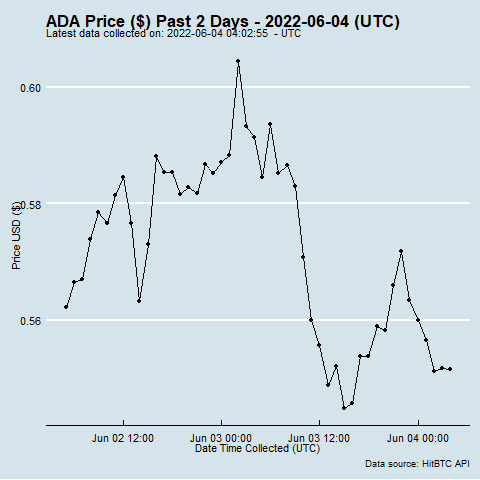 ADA Price ($) Past 2 Days - 2022-06-04 (UTC)
Latest data collected on: 2022-06-04 04:02:55 - UTC
0.60
0.58
0.56
Price USD ($)
Jun 02 12:00
Jun 03 00:00
Jun 03 12:00
Jun 04 00:00
Date Time Collected (UTC)
Data source: HitBTC API